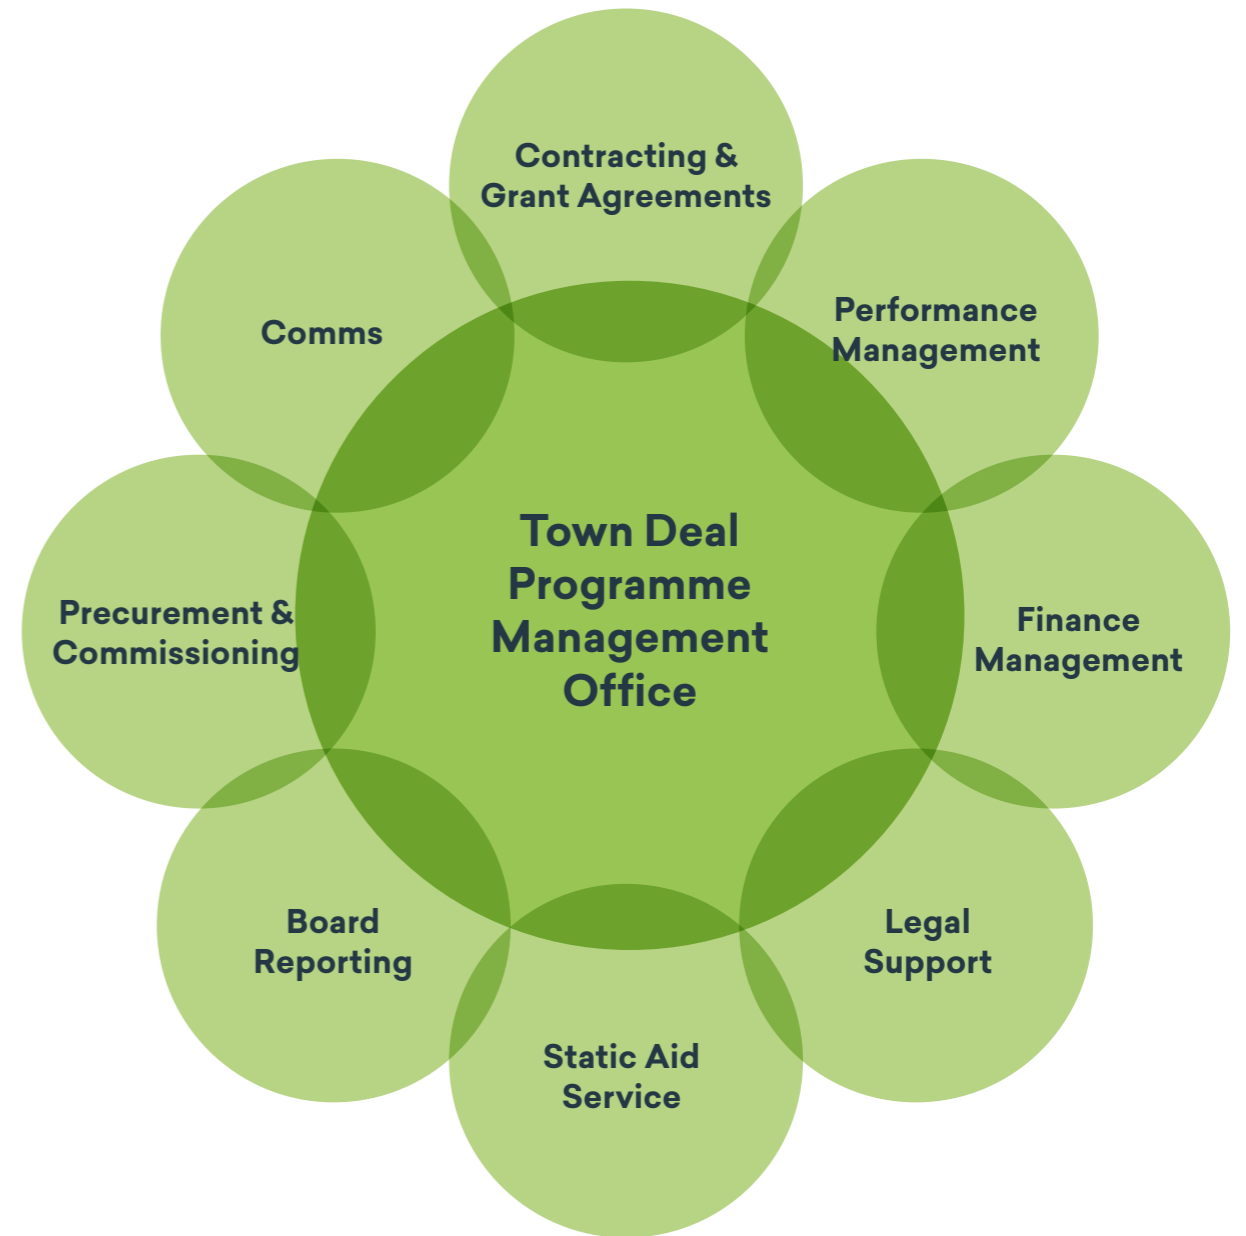 Contracting &
Grant Agreements
Performance
Management
Comms
Town Deal
Programme
Management
Office
Precurement &
Commissioning
Finance
Management
Board
Reporting
Legal
Support
Static Aid
Service